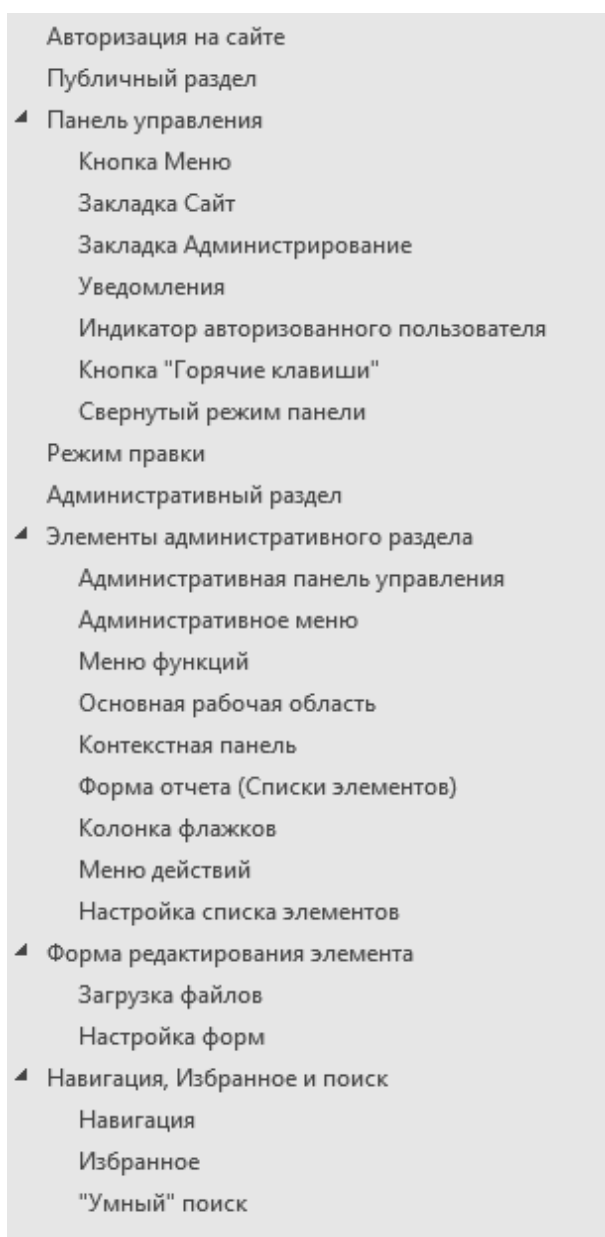 Авторизация на сайте
Публичный раздел
Панель управления
Кнопка Меню
Закладка Сайт
Закладка Администрирование
Уведомления
Индикатор авторизованного пользователя
Кнопка "Горячие клавиши"
Свернутый режим панели
Режим правки
Административный раздел
Элементы административного раздела
Административная панель управления
Административное меню
Меню функций
Основная рабочая область
Контекстная панель
Форма отчета (Списки элементов)
Колонка флажков
Меню действий
Настройка списка элементов
Форма редактирования элемента
Загрузка файлов
Настройка форм
Навигация, Избранное и поиск
Навигация
Избранное
"Умный" поиск